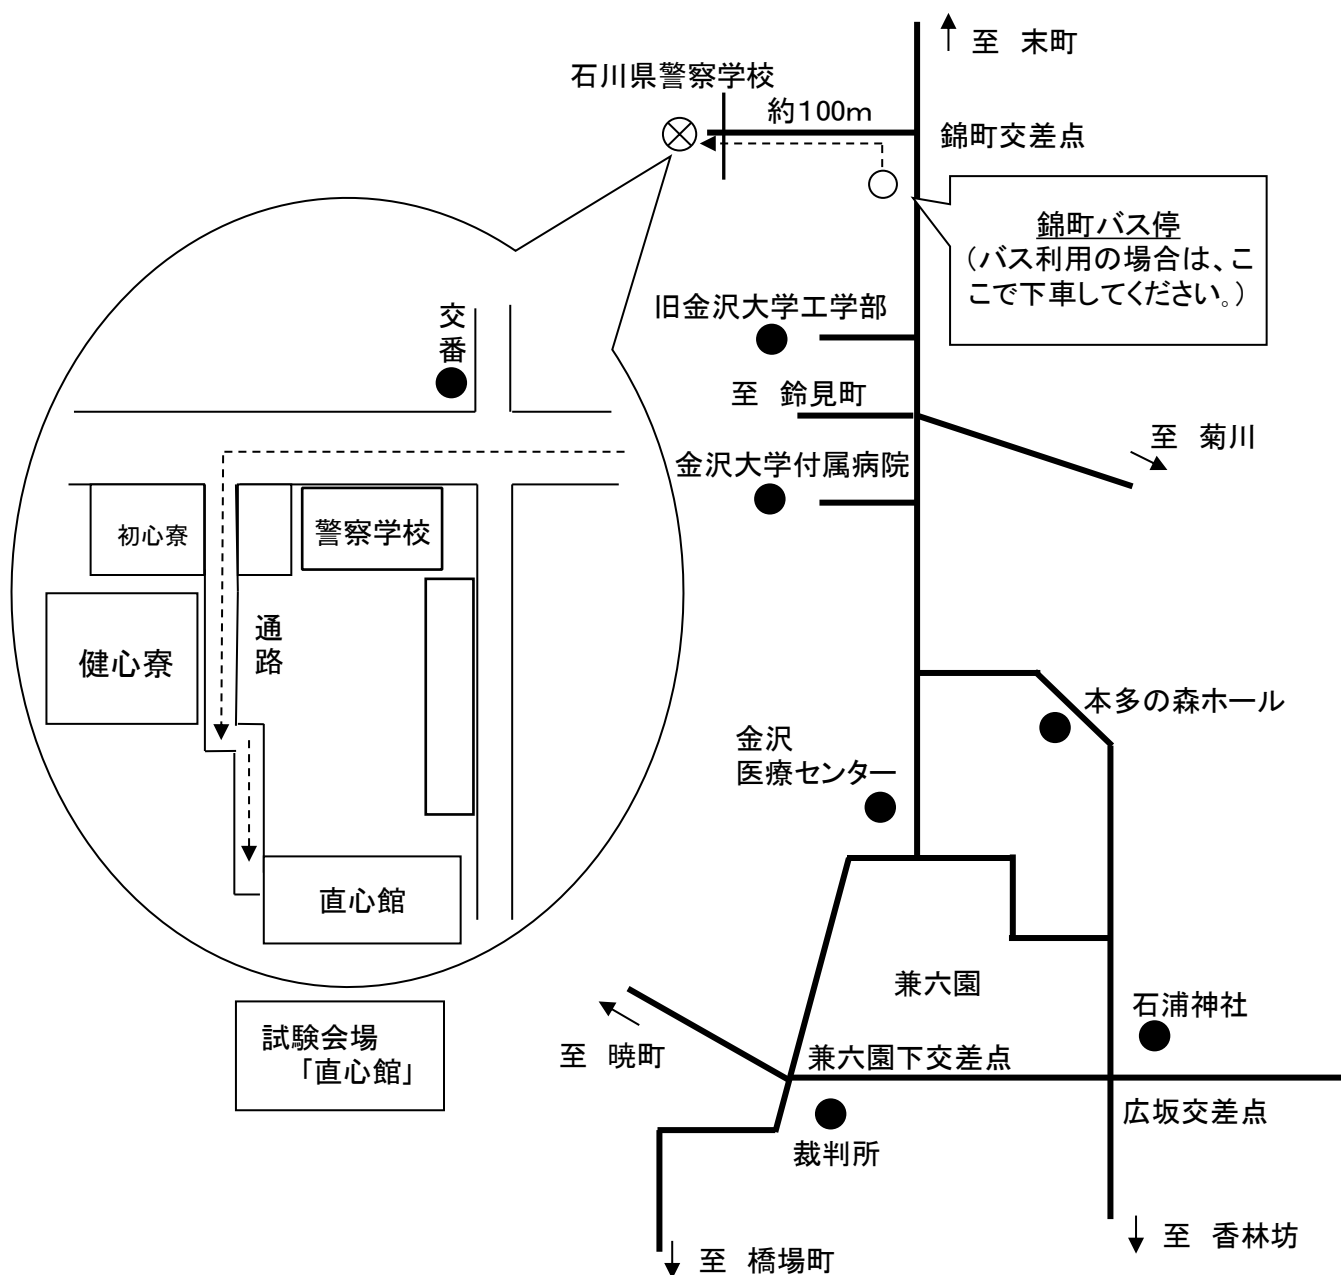 至 末町
石川県警察学校
約100m
錦町交差点
錦町バス停
(バス利用の場合は、こ
こで下車してください。)
旧金沢大学工学部
交番
至 鈴見町
至 菊川
金沢大学付属病院
初心寮
警察学校
通路
健心寮
本多の森ホール
金沢
医療センター
直心館
兼六園
石浦神社
試験会場
「直心館」
至 暁町
兼六園下交差点
広坂交差点
裁判所
至 香林坊
至 橋場町